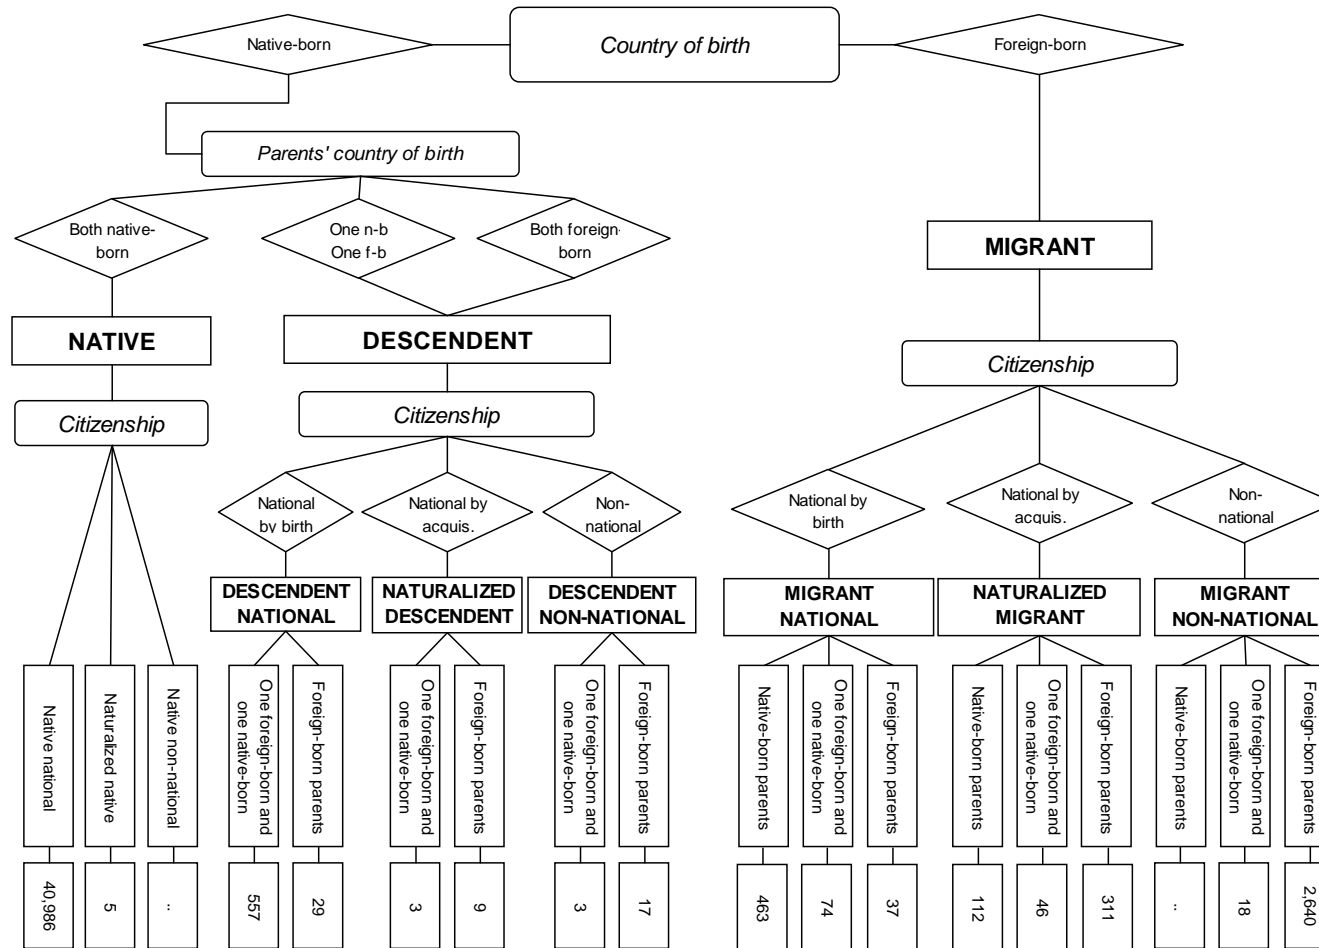 Native-born
Country of birth
Foreign-born
Parents' country of birth
Both native-
born
One n-b
One f-b
Both foreign-
born
MIGRANT
NATIVE
DESCENDENT
Citizenship
Citizenship
Citizenship
National
by birth
National by
acquis.
Non-
national
National by
birth
National by
acquis.
Non-
national
DESCENDENT
NATIONAL
NATURALIZED
DESCENDENT
DESCENDENT
NON-NATIONAL
MIGRANT
NATIONAL
NATURALIZED
MIGRANT
MIGRANT
NON-NATIONAL
Native national
Naturalized native
Native non-national
One foreign-born and
one native-born
Foreign-born parents
One foreign-born and
one native-born
Foreign-born parents
One foreign-born and
one native-born
Foreign-born parents
Native-born parents
One foreign-born and
one native-born
Foreign-born parents
Native-born parents
One foreign-born and
one native-born
Foreign-born parents
Native-born parents
One foreign-born and
one native-born
Foreign-born parents
40,986
5
..
557
29
3
9
3
17
463
74
37
112
46
311
..
18
2,640